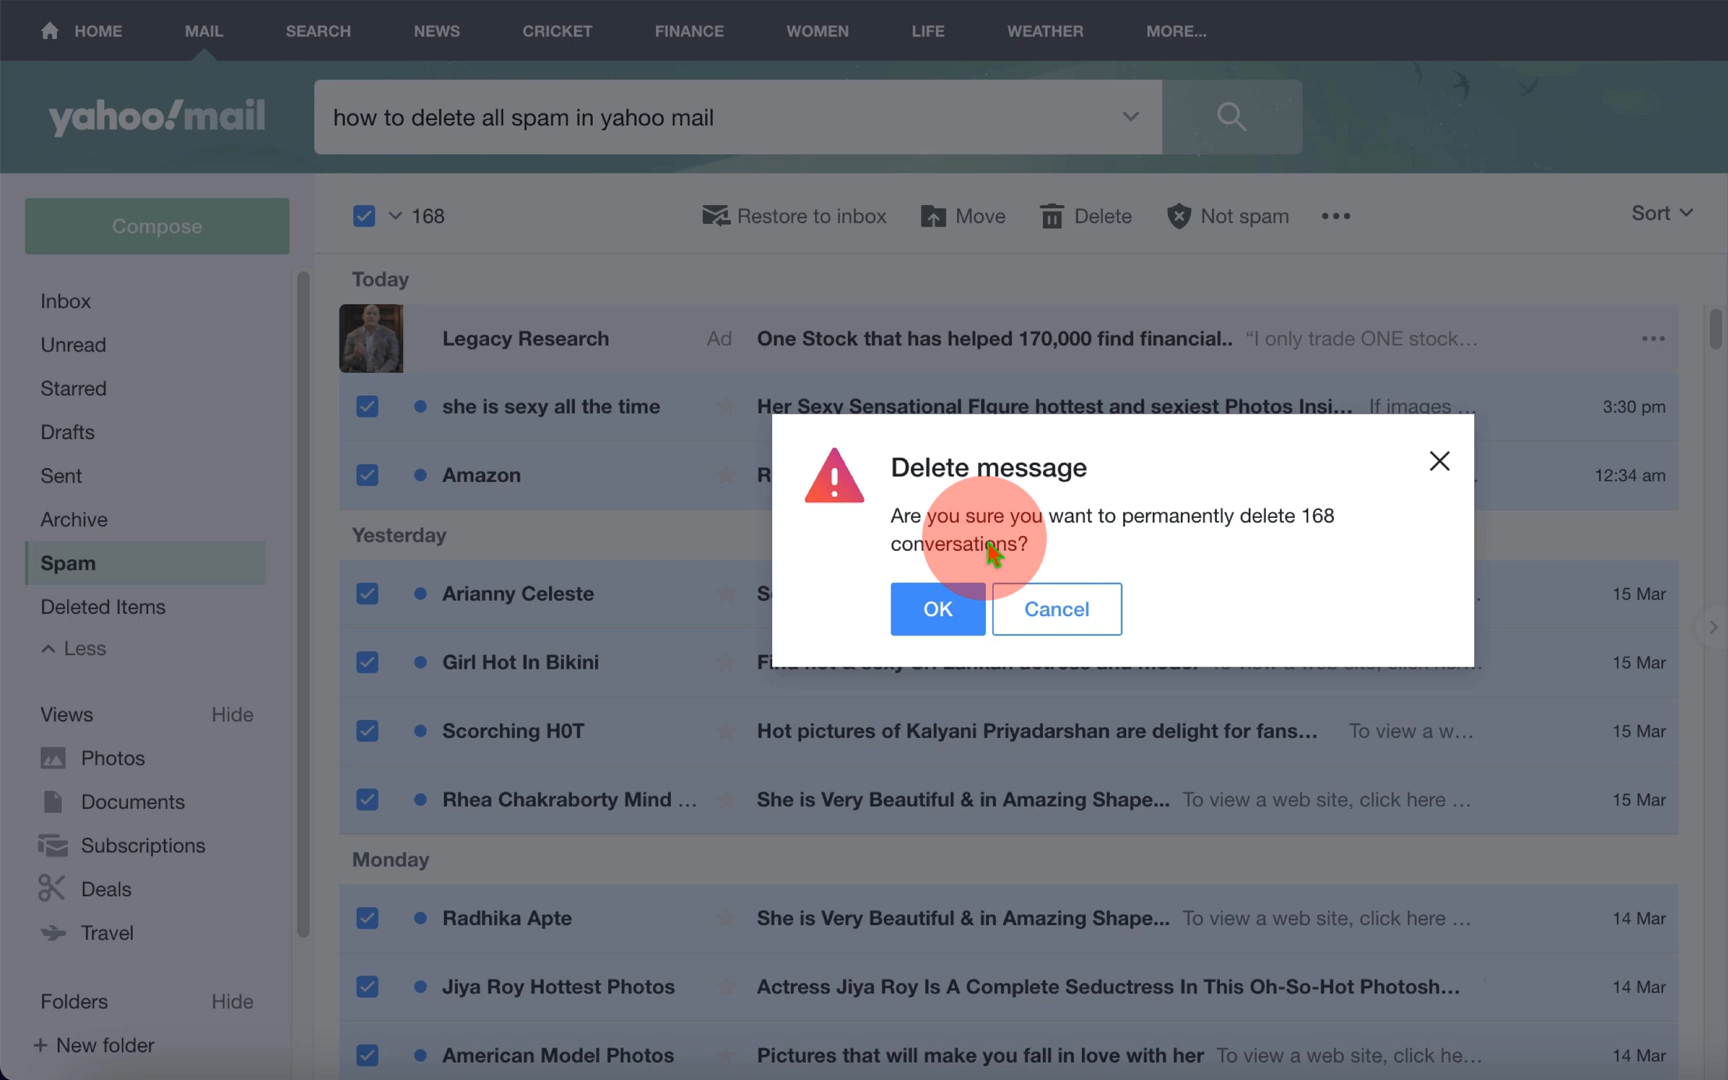 HOME MAIL SEARCH NEWS CRICKET FINANCE WOMEN LIFE WEATHER MORE...
yahoo!mail
how to delete all spam in yahoo mail
Compose
168 Restore to inbox Move Delete Not spam ••• Sort
Inbox
Unread
Starred
Drafts
Sent
Archive
Spam
Deleted Items
Less
Views Hide
Photos
Documents
Subscriptions
Deals
Travel
Folders Hide
+ New folder
Today
Legacy Research Ad One Stock that has helped 170,000 find financial.. “I only trade ONE stock...
she is sexy all the time Her Sexy Sensational FIgure hottest and sexiest Photos Insi... If images ... 3:30 pm
Amazon R 12:34 am
Delete message
Are you sure you want to permanently delete 168
conversations?
OK Cancel
Yesterday
Arianny Celeste 15 Mar
Girl Hot In Bikini 15 Mar
Scorching H0T Hot pictures of Kalyani Priyadarshan are delight for fans... To view a w... 15 Mar
Rhea Chakraborty Mind ... She is Very Beautiful & in Amazing Shape... To view a web site, click here ... 15 Mar
Monday
Radhika Apte She is Very Beautiful & in Amazing Shape... To view a web site, click here ... 14 Mar
Jiya Roy Hottest Photos Actress Jiya Roy Is A Complete Seductress In This Oh-So-Hot Photosh... 14 Mar
American Model Photos Pictures that will make you fall in love with her To view a web site, click he... 14 Mar